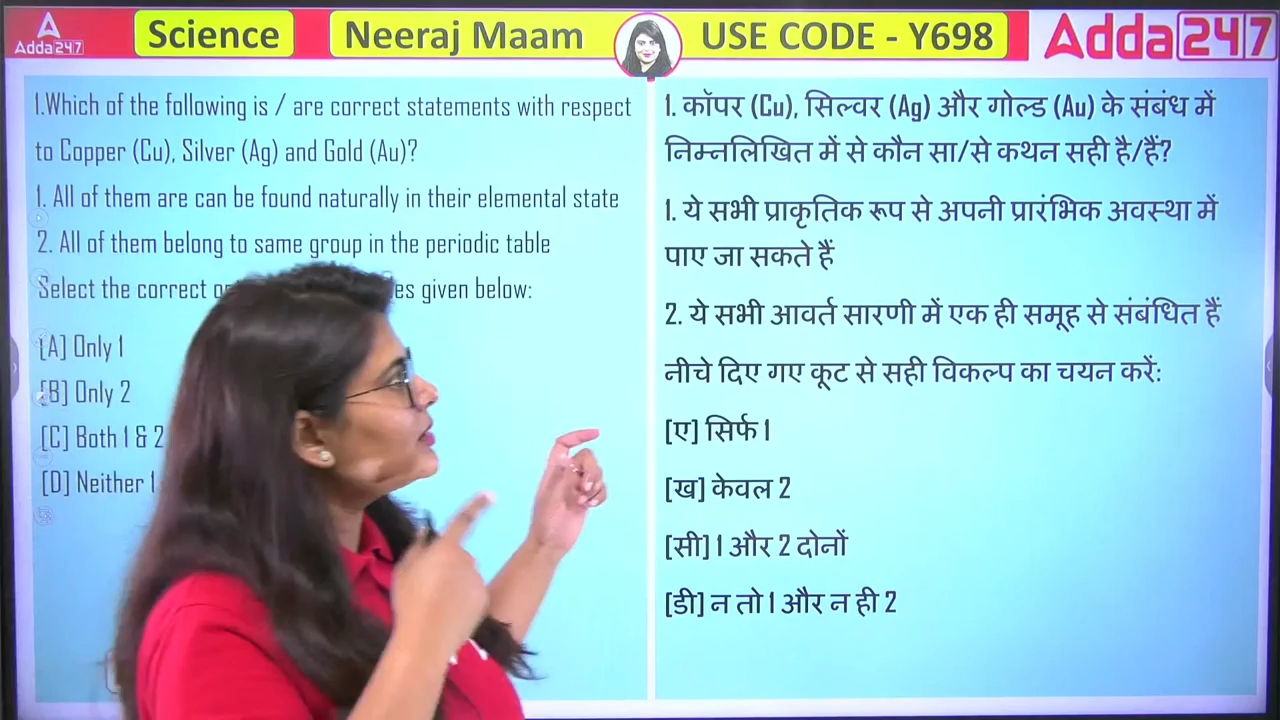 Adda247
Science
Neeraj Maam
USE CODE - Y698
Adda247
1.Which of the following is / are correct statements with respect
to Copper (Cu), Silver (Ag) and Gold (Au)?
1. All of them are can be found naturally in their elemental state
2. All of them belong to same group in the periodic table
Select the correct given below:
[A] Only 1
[B] Only 2
[C] Both 1 & 2
[D] Neither 1
1. कॉपर (Cu), सिल्वर (Ag) और गोल्ड (Au) के संबंध में
निम्नलिखित में से कौन सा/से कथन सही है/हैं?
1. ये सभी प्राकृतिक रूप से अपनी प्रारंभिक अवस्था में
पाए जा सकते हैं
2. ये सभी आवर्त सारणी में एक ही समूह से संबंधित हैं
नीचे दिए गए कूट से सही विकल्प का चयन करें:
[ए] सिर्फ 1
[ख] केवल 2
[सी] 1 और 2 दोनों
[डी] न तो 1 और न ही 2